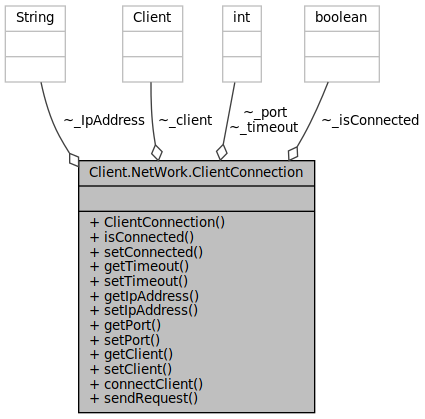 String
Client
int
boolean
~_IpAddress
~_client
~_port
~_timeout
~_isConnected
Client.NetWork.ClientConnection
+ ClientConnection()
+ isConnected()
+ setConnected()
+ getTimeout()
+ setTimeout()
+ getIpAddress()
+ setIpAddress()
+ getPort()
+ setPort()
+ getClient()
+ setClient()
+ connectClient()
+ sendRequest()